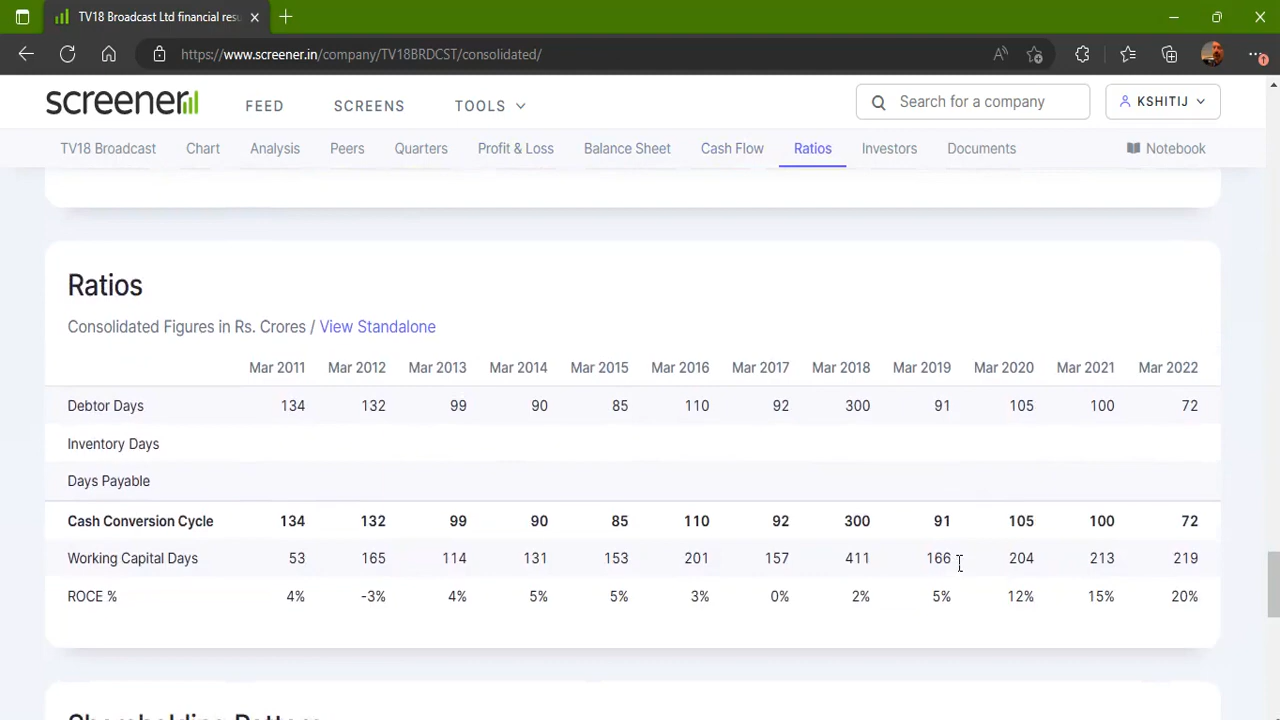 TV18 Broadcast Ltd financial resu
https://www.screener.in/company/TV18BRDCST/consolidated/
screener FEED SCREENS TOOLS Search for a company KSHITIJ
TV18 Broadcast Chart Analysis Peers Quarters Profit & Loss Balance Sheet Cash Flow Ratios Investors Documents Notebook
Ratios
Consolidated Figures in Rs. Crores / View Standalone
Mar 2011 Mar 2012 Mar 2013 Mar 2014 Mar 2015 Mar 2016 Mar 2017 Mar 2018 Mar 2019 Mar 2020 Mar 2021 Mar 2022
Debtor Days 134 132 99 90 85 110 92 300 91 105 100 72
Inventory Days
Days Payable
Cash Conversion Cycle 134 132 99 90 85 110 92 300 91 105 100 72
Working Capital Days 53 165 114 131 153 201 157 411 166 204 213 219
ROCE % 4% -3% 4% 5% 5% 3% 0% 2% 5% 12% 15% 20%